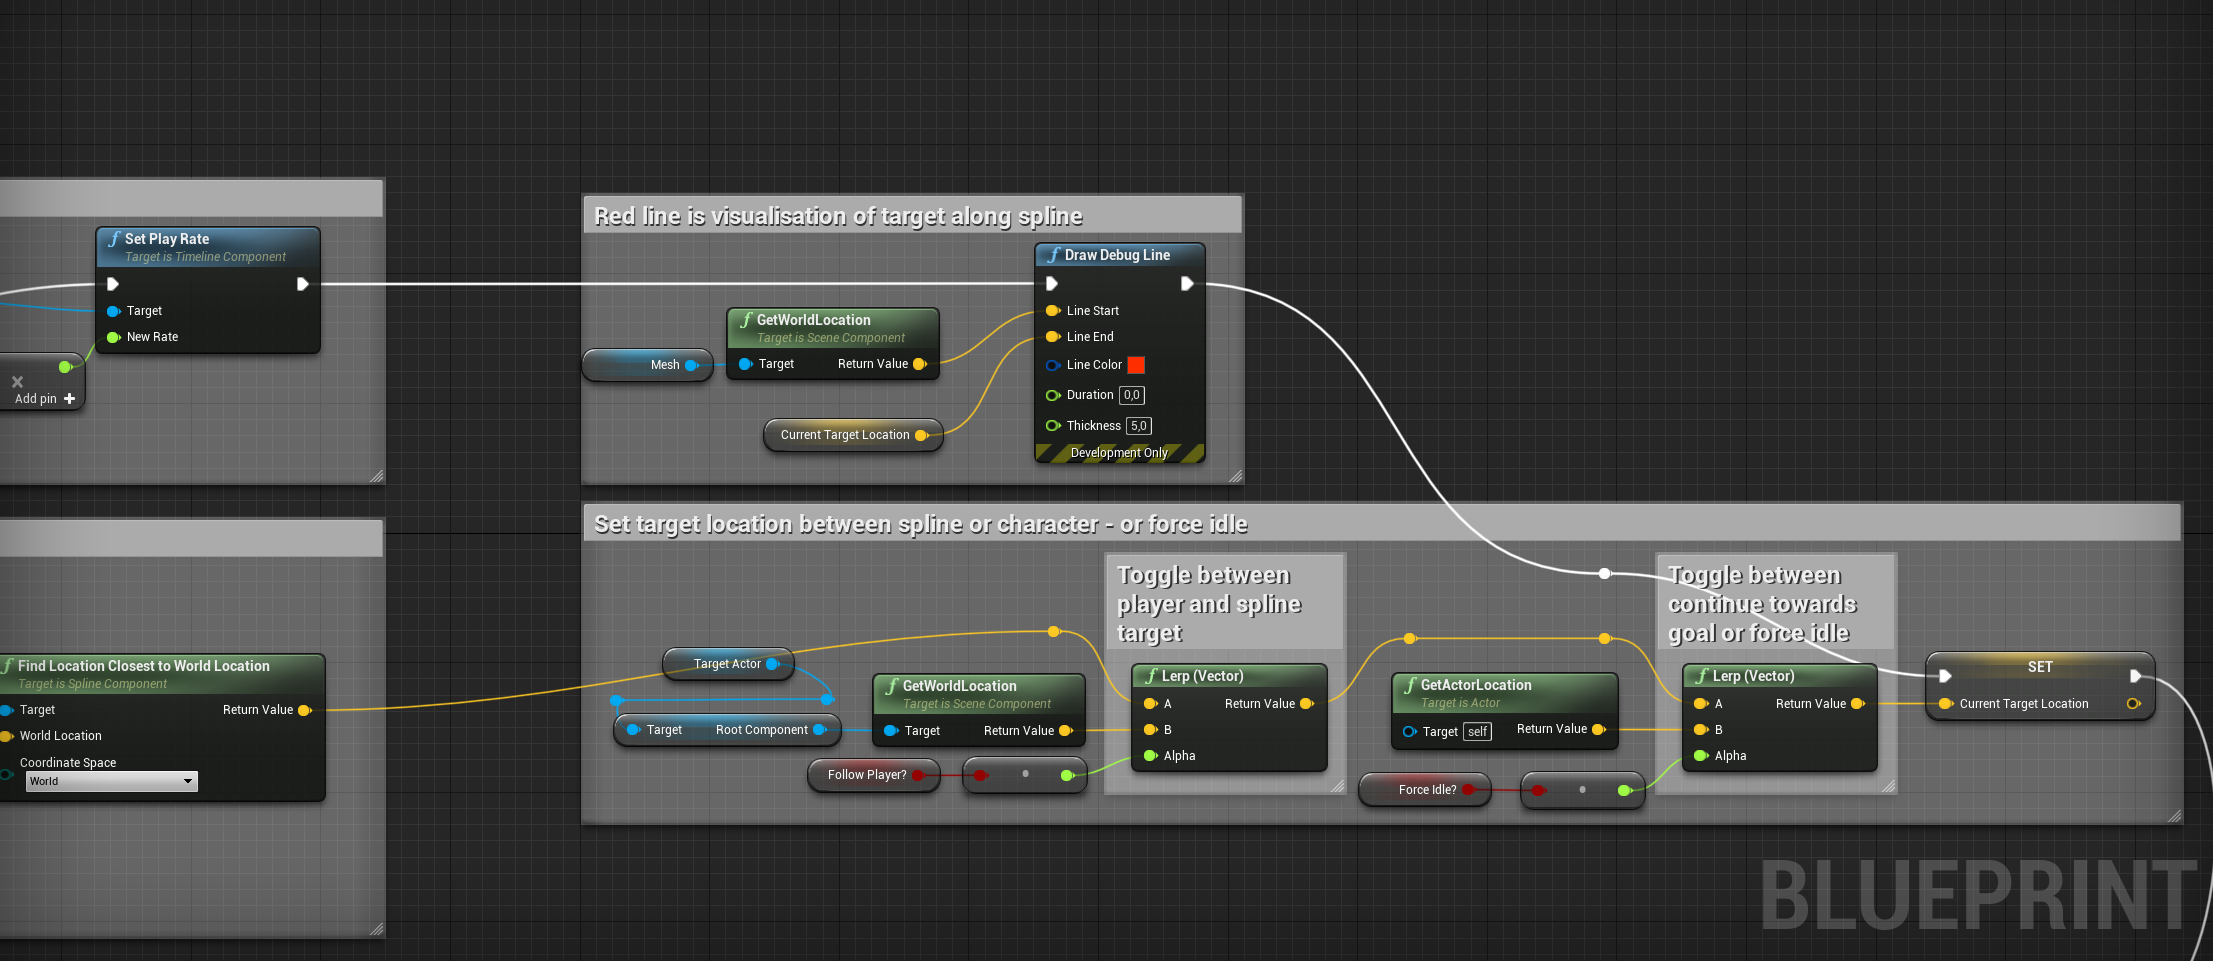 Set Play Rate
Target is Timeline Component
Target
New Rate
Add pin
Red line is visualisation of target along spline
Draw Debug Line
Line Start
Line End
Line Color
Duration 0,0
Thickness 5,0
Development Only
GetWorldLocation
Target is Scene Component
Target Return Value
Mesh
Current Target Location
Find Location Closest to World Location
Target is Spline Component
Target Return Value
World Location
Coordinate Space
World
Set target location between spline or character - or force idle
Target Actor
Target Root Component
GetWorldLocation
Target is Scene Component
Target Return Value
Follow Player?
Toggle between
player and spline
target
Lerp (Vector)
A Return Value
B
Alpha
GetActorLocation
Target is Actor
Target self Return Value
Force Idle?
Toggle between
continue towards
goal or force idle
Lerp (Vector)
A Return Value
B
Alpha
SET
Current Target Location
BLUEPRINT